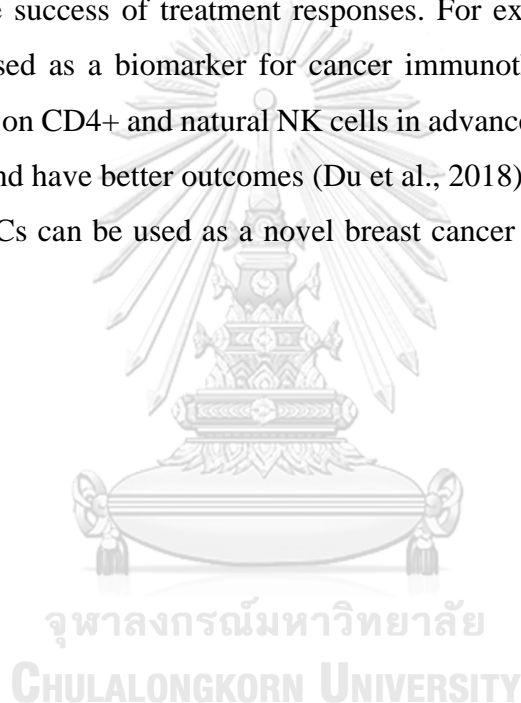 e success of treatment responses. For ex
sed as a biomarker for cancer immunoth
on CD4+ and natural NK cells in advance
nd have better outcomes (Du et al., 2018)
Cs can be used as a novel breast cancer
จุฬาลงกรณ์มหาวิทยาลัย
CHULALONGKORN UNIVERSITY